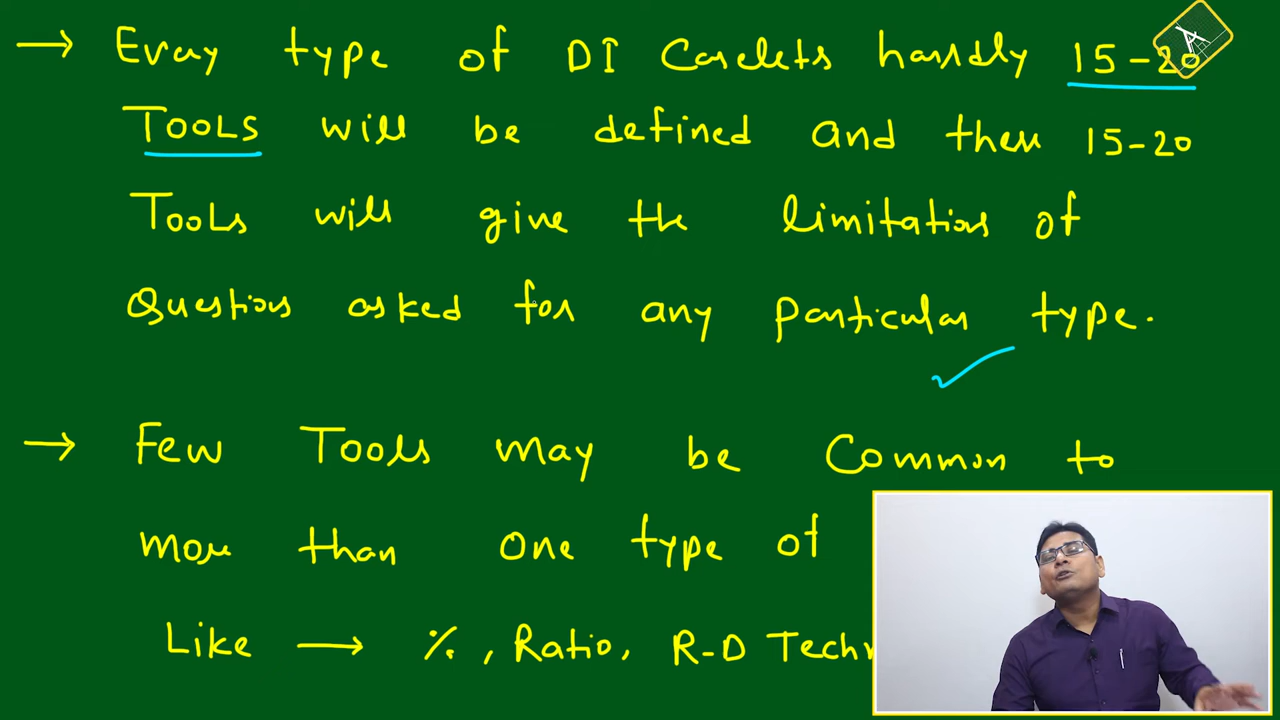 → Every type of DI Caselets hardly 15-20
TOOLS will be defined and these 15-20
Tools will give the limitations of
Questions asked for any particular type.
→ Few Tools may be Common to
more than one type of
Like → %, Ratio, R-D Techn